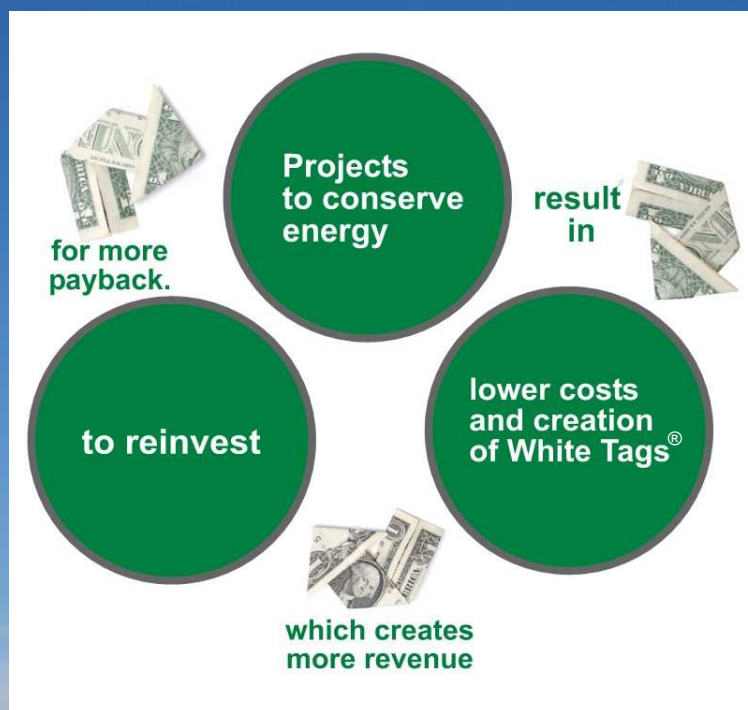 Projects
to conserve
energy
result
in
lower costs
and creation
of White Tags®
which creates
more revenue
to reinvest
for more
payback.